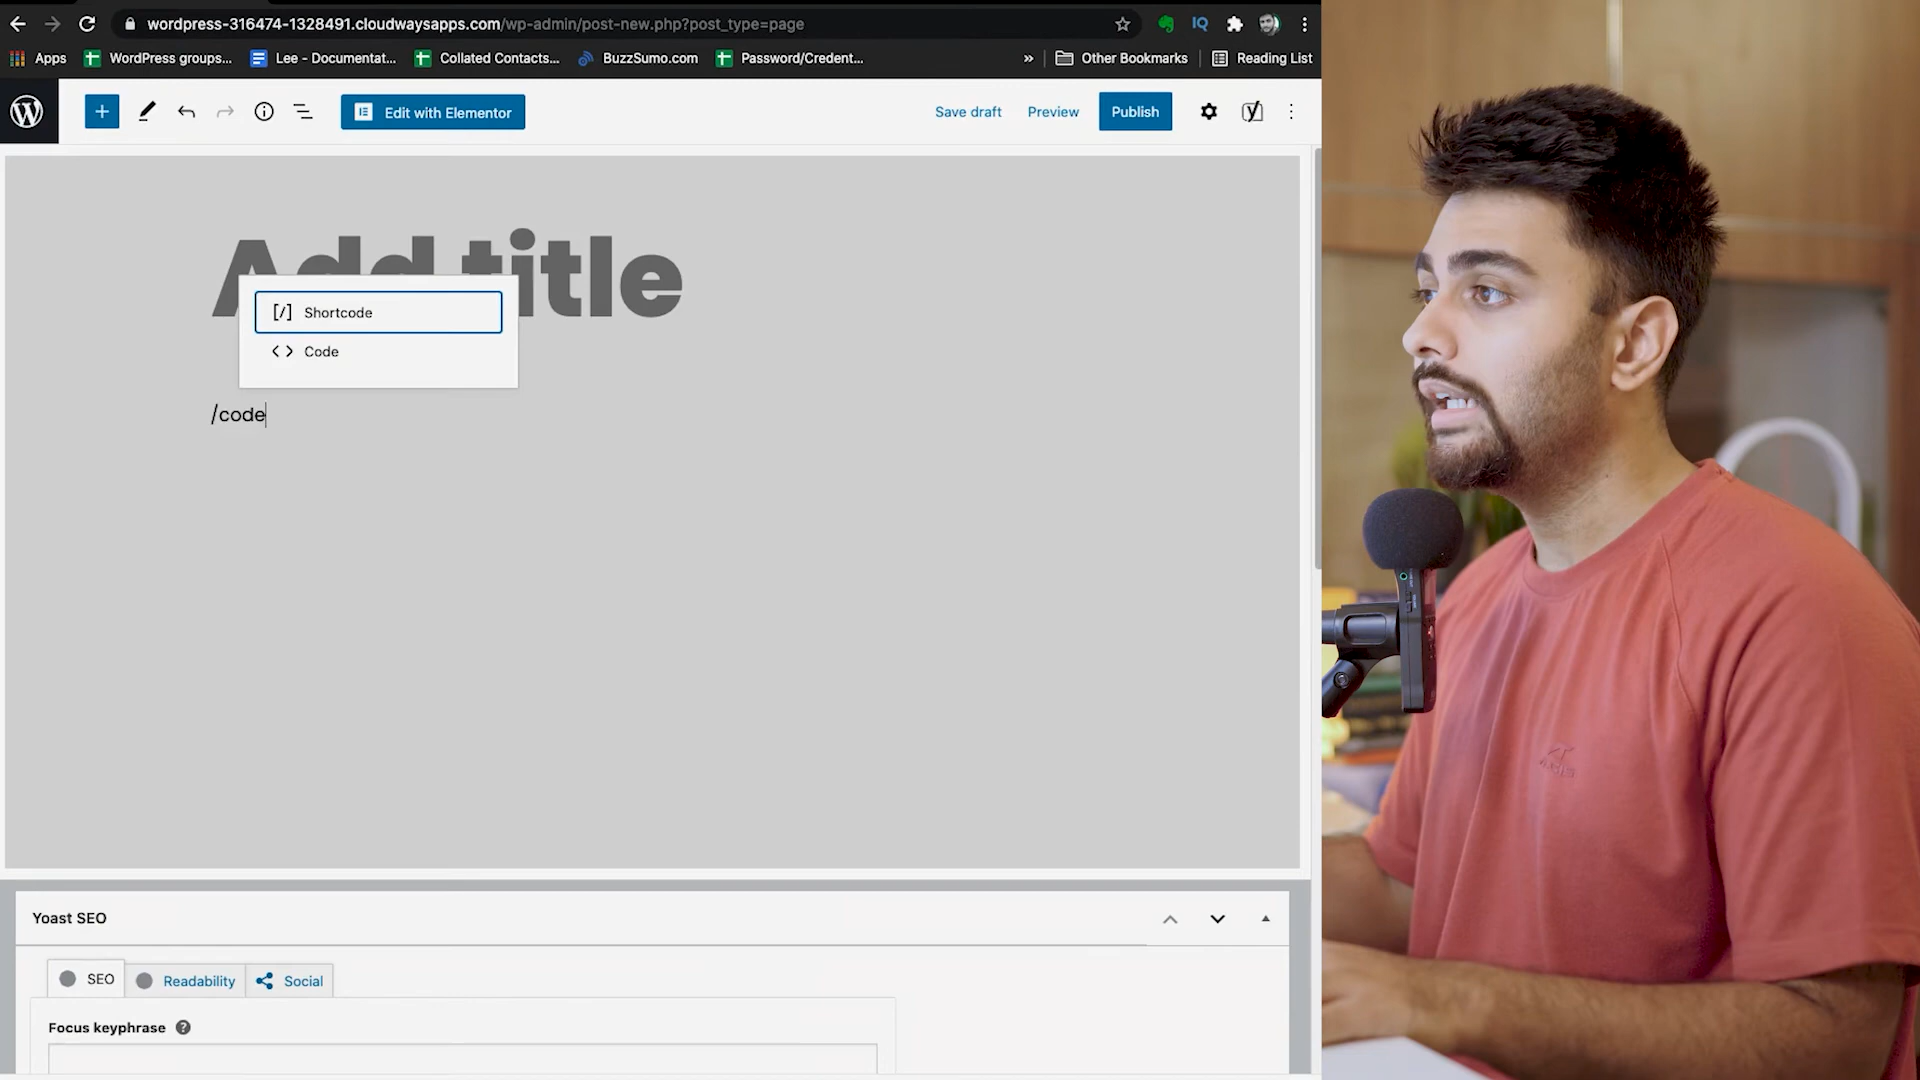 wordpress-316474-1328491.cloudwaysapps.com/wp-admin/post-new.php?post_type=page
IQ
Apps WordPress groups... Lee - Documentat... Collated Contacts... BuzzSumo.com Password/Credent... » Other Bookmarks Reading List
Edit with Elementor Save draft Preview Publish
Add title
[/] Shortcode
<> Code
/code
Yoast SEO
SEO Readability Social
Focus keyphrase ?